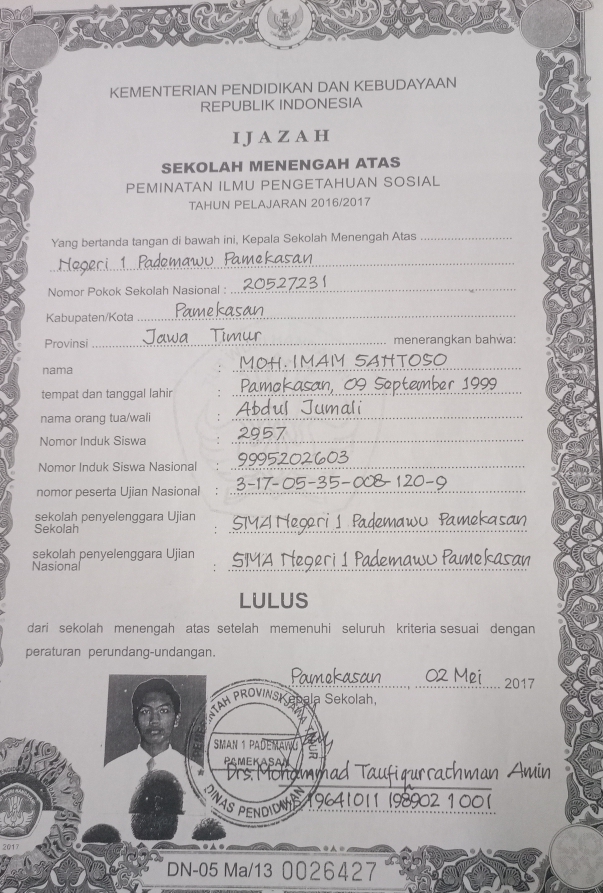 KEMENTERIAN PENDIDIKAN DAN KEBUDAYAAN
REPUBLIK INDONESIA
IJAZAH
SEKOLAH MENENGAH ATAS
PEMINATAN ILMU PENGETAHUAN SOSIAL
TAHUN PELAJARAN 2016/2017
Yang bertanda tangan di bawah ini, Kepala Sekolah Menengah Atas
Negeri 1 Pademawu Pamekasan
Nomor Pokok Sekolah Nasional : 20527231
Kabupaten/Kota Pamekasan
Provinsi Jawa Timur menerangkan bahwa:
nama : MOH. IMAM SANTOSO
tempat dan tanggal lahir : Pamekasan, 09 September 1999
nama orang tua/wali : Abdul Jumali
Nomor Induk Siswa : 2957
Nomor Induk Siswa Nasional : 9995202603
nomor peserta Ujian Nasional : 3-17-05-35-008-120-9
sekolah penyelenggara Ujian
Sekolah : SMA Negeri 1 Pademawu Pamekasan
sekolah penyelenggara Ujian
Nasional : SMA Negeri 1 Pademawu Pamekasan
LULUS
dari sekolah menengah atas setelah memenuhi seluruh kriteria sesuai dengan
peraturan perundang-undangan.
Pamekasan, 02 Mei 2017
Kepala Sekolah,
SMAN 1 PADEMAWU
PAMEKASAN
DINAS PENDIDIKAN
Drs. Mohammad Taufiqurrachman Amin
19641011 198902 1 001
2017
DN-05 Ma/13 0026427